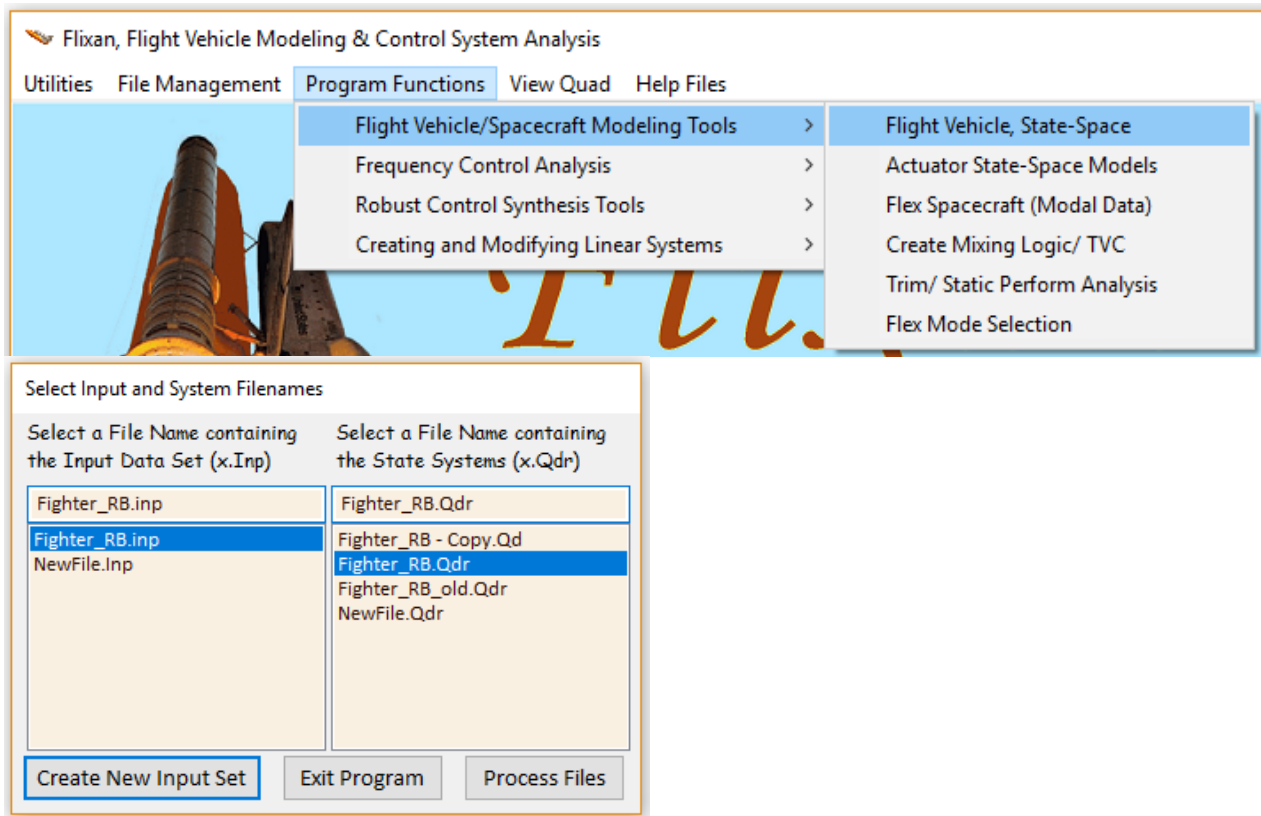 Flixan, Flight Vehicle Modeling & Control System Analysis
Utilities File Management Program Functions View Quad Help Files
Flight Vehicle/Spacecraft Modeling Tools >
Frequency Control Analysis >
Robust Control Synthesis Tools >
Creating and Modifying Linear Systems >
Flight Vehicle, State-Space
Actuator State-Space Models
Flex Spacecraft (Modal Data)
Create Mixing Logic/ TVC
Trim/ Static Perform Analysis
Flex Mode Selection
Select Input and System Filenames
Select a File Name containing
the Input Data Set (x.Inp)
Fighter_RB.inp
Fighter_RB.inp
NewFile.Inp
Select a File Name containing
the State Systems (x.Qdr)
Fighter_RB.Qdr
Fighter_RB - Copy.Qd
Fighter_RB.Qdr
Fighter_RB_old.Qdr
NewFile.Qdr
Create New Input Set Exit Program Process Files